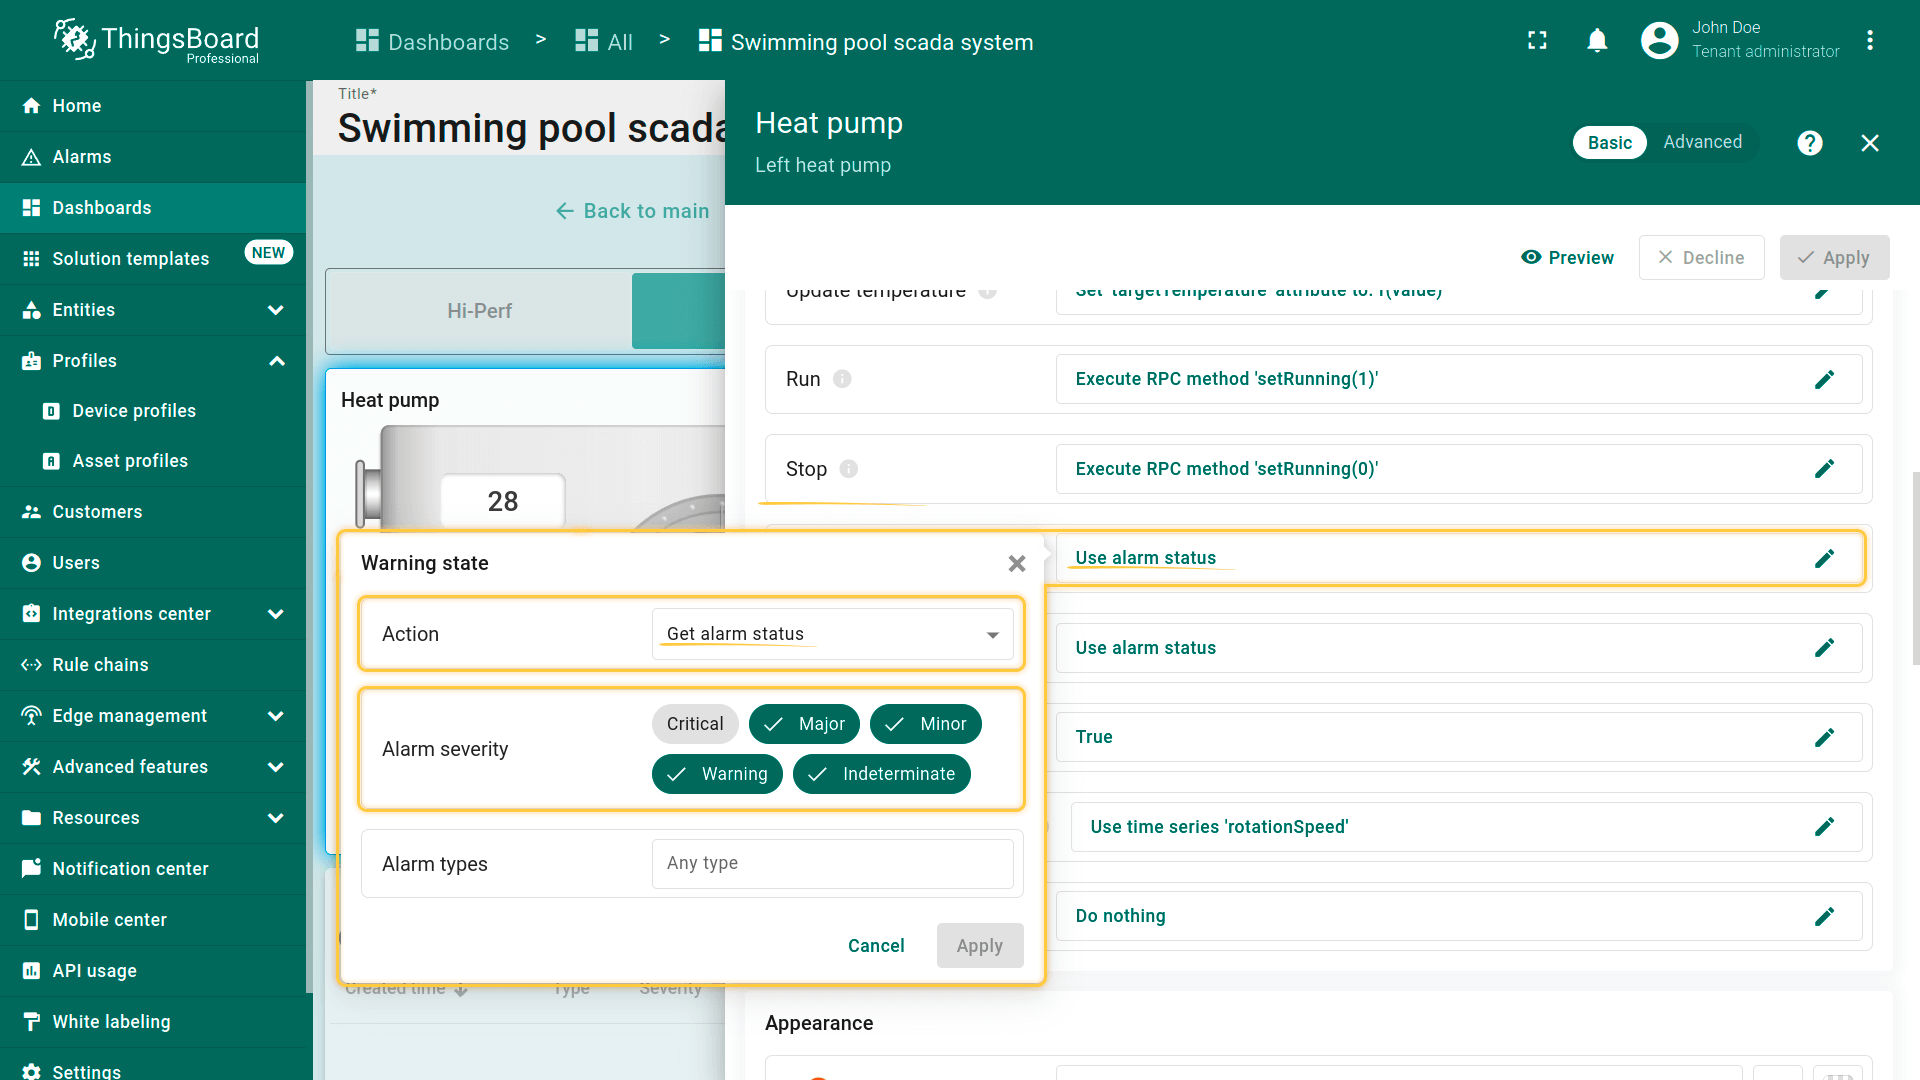 ThingsBoard
Professional
Dashboards > All > Swimming pool scada system
John Doe
Tenant administrator
Home
Alarms
Dashboards
Solution templates NEW
Entities
Profiles
Device profiles
Asset profiles
Customers
Users
Integrations center
Rule chains
Edge management
Advanced features
Resources
Notification center
Mobile center
API usage
White labeling
Settings
Title*
Swimming pool scada
Back to main
Hi-Perf
Heat pump
28
Heat pump
Left heat pump
Basic Advanced
Preview Decline Apply
Update temperature Set 'targetTemperature' attribute to: f(value)
Run Execute RPC method 'setRunning(1)'
Stop Execute RPC method 'setRunning(0)'
Use alarm status
Use alarm status
True
Use time series 'rotationSpeed'
Do nothing
Warning state
Action Get alarm status
Alarm severity
Critical Major Minor
Warning Indeterminate
Alarm types Any type
Cancel Apply
Created time Type Severity
Appearance